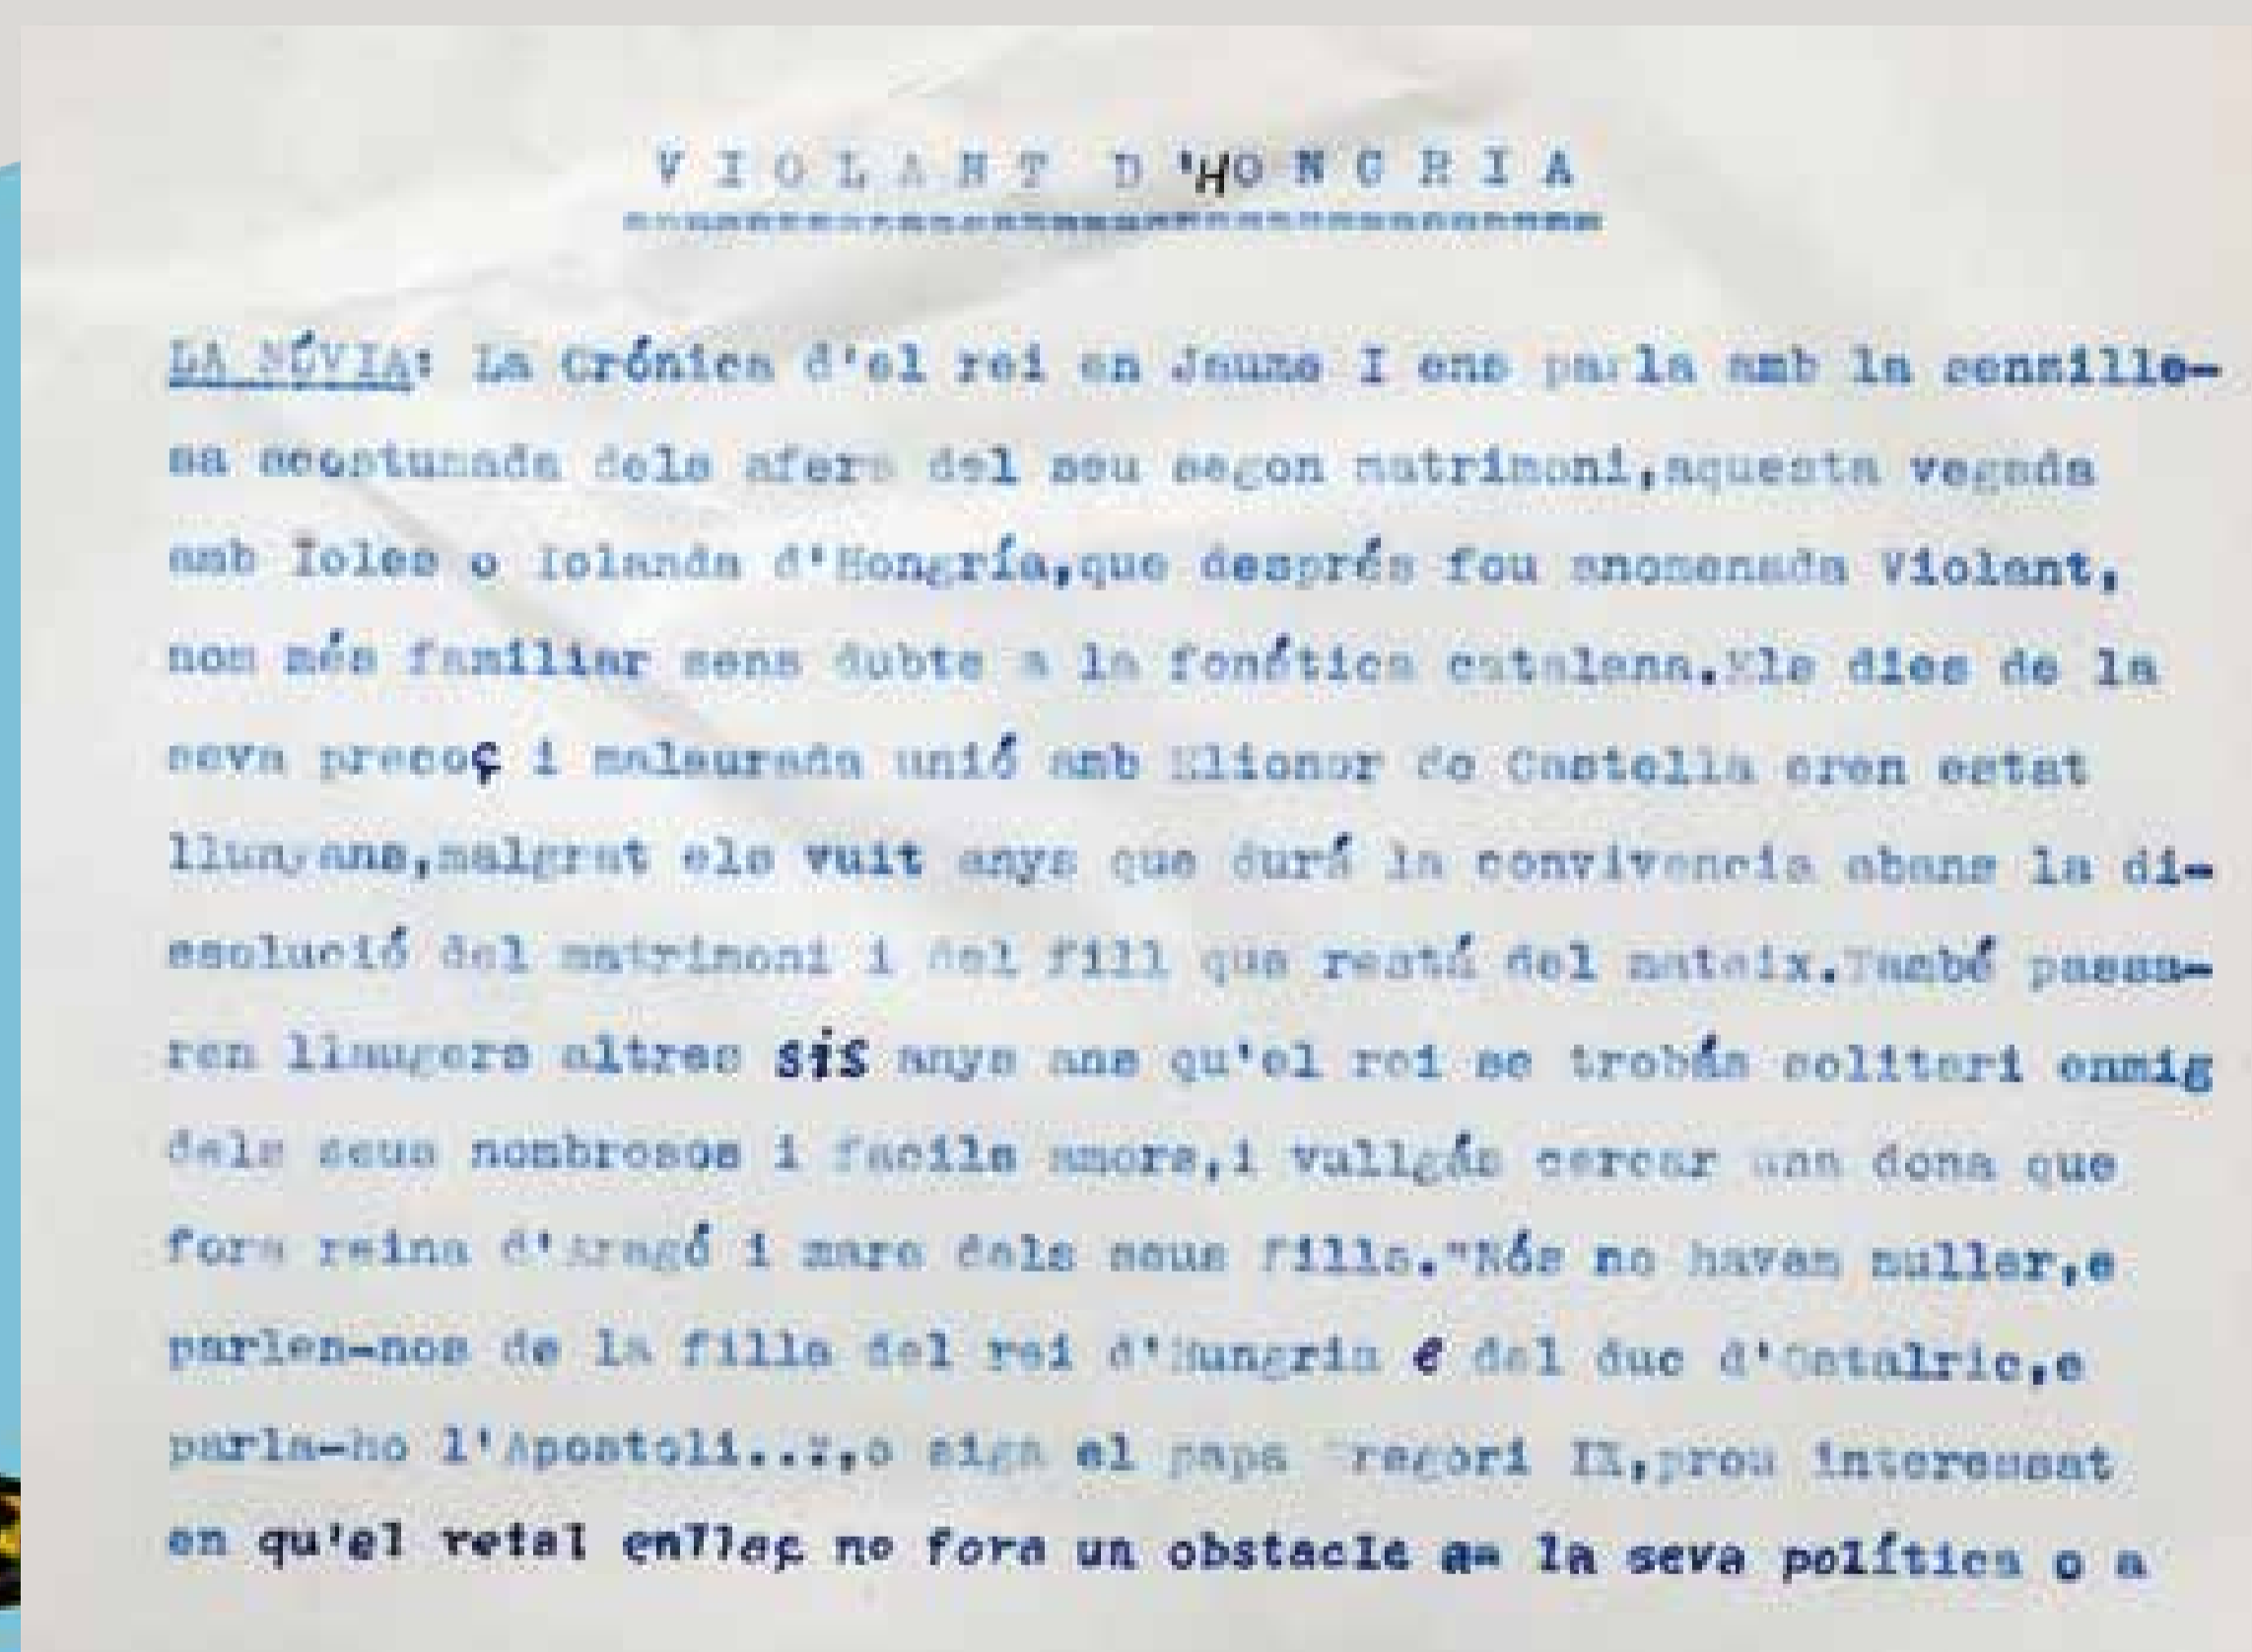 VIOLANT D'HONGRIA
LA NÓVIA: La Crónica d'el rei en Jaume I ens parla amb la sensille-
sa acostumada dels afers del seu segon matrimoni,aquesta vegada
amb Ioles o Iolanda d'Hongría,que després fou anomenada Violant,
nom més familiar sens dubte a la fonética catalana.Els dies de la
seva precoç i malaurada unió amb Elionor de Castella eren estat
llunyans,malgrat els vuit anys que durá la convivencia abans la di-
ssolució del matrimoni i del fill que restá del mateix.També passa-
ren llaugers altres sis anys ans qu'el rei se trobás solitari enmig
dels seus nombrosos i facils amors,i vullgás cercar una dona que
fora reina d'Aragó i mare dels seus fills."Nós no havem muller,e
parlen-nos de la filla del rei d'Hungria e del duc d'Ostalric,e
parla-ho l'Apostoli..",o siga el papa Gregori IX,prou interessat
en qu'el retal enllaç no fora un obstacle a la seva política o a